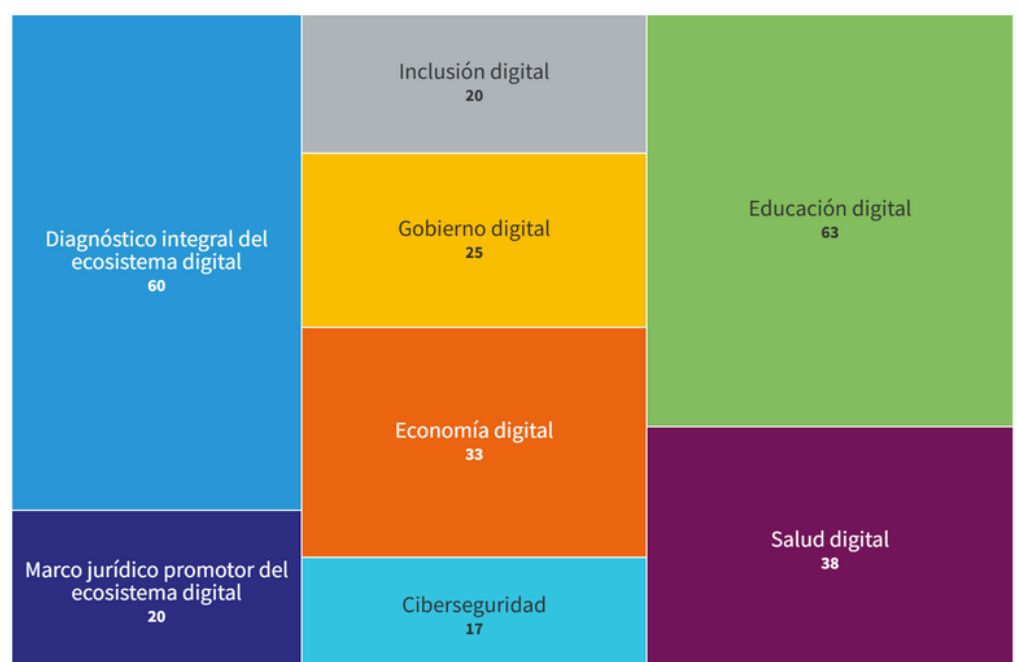 Diagnóstico integral del
ecosistema digital
60
Marco jurídico promotor del
ecosistema digital
20
Inclusión digital
20
Gobierno digital
25
Economía digital
33
Ciberseguridad
17
Educación digital
63
Salud digital
38